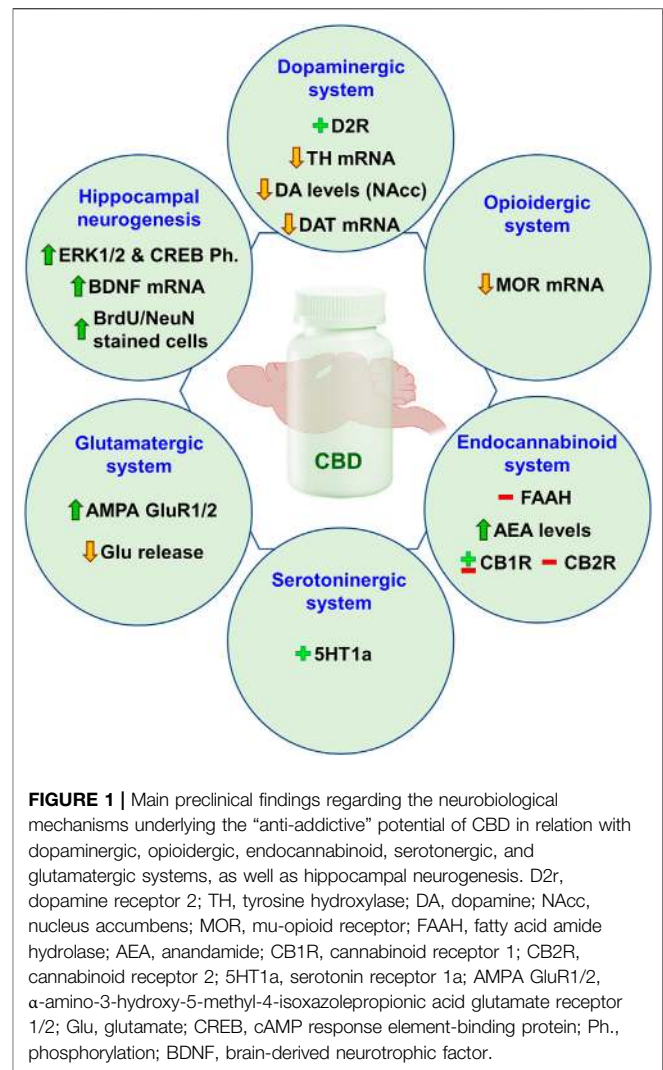 Dopaminergic
system
+ D2R
↓ TH mRNA
↓ DA levels (NAcc)
↓ DAT mRNA
Hippocampal
neurogenesis
↑ ERK1/2 & CREB Ph.
↑ BDNF mRNA
↑ BrdU/NeuN
stained cells
Opioidergic
system
↓ MOR mRNA
CBD
Glutamatergic
system
↑ AMPA GluR1/2
↓ Glu release
Endocannabinoid
system
− FAAH
↑ AEA levels
± CB1R − CB2R
Serotoninergic
system
+ 5HT1a
FIGURE 1 | Main preclinical findings regarding the neurobiological
mechanisms underlying the “anti-addictive” potential of CBD in relation with
dopaminergic, opioidergic, endocannabinoid, serotonergic, and
glutamatergic systems, as well as hippocampal neurogenesis. D2r,
dopamine receptor 2; TH, tyrosine hydroxylase; DA, dopamine; NAcc,
nucleus accumbens; MOR, mu-opioid receptor; FAAH, fatty acid amide
hydrolase; AEA, anandamide; CB1R, cannabinoid receptor 1; CB2R,
cannabinoid receptor 2; 5HT1a, serotonin receptor 1a; AMPA GluR1/2,
α-amino-3-hydroxy-5-methyl-4-isoxazolepropionic acid glutamate receptor
1/2; Glu, glutamate; CREB, cAMP response element-binding protein; Ph.,
phosphorylation; BDNF, brain-derived neurotrophic factor.